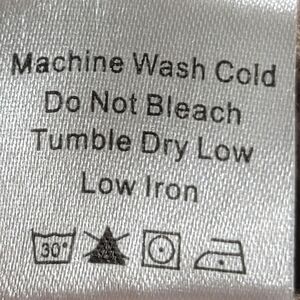 Machine Wash Cold
Do Not Bleach
Tumble Dry Low
Low Iron
30°